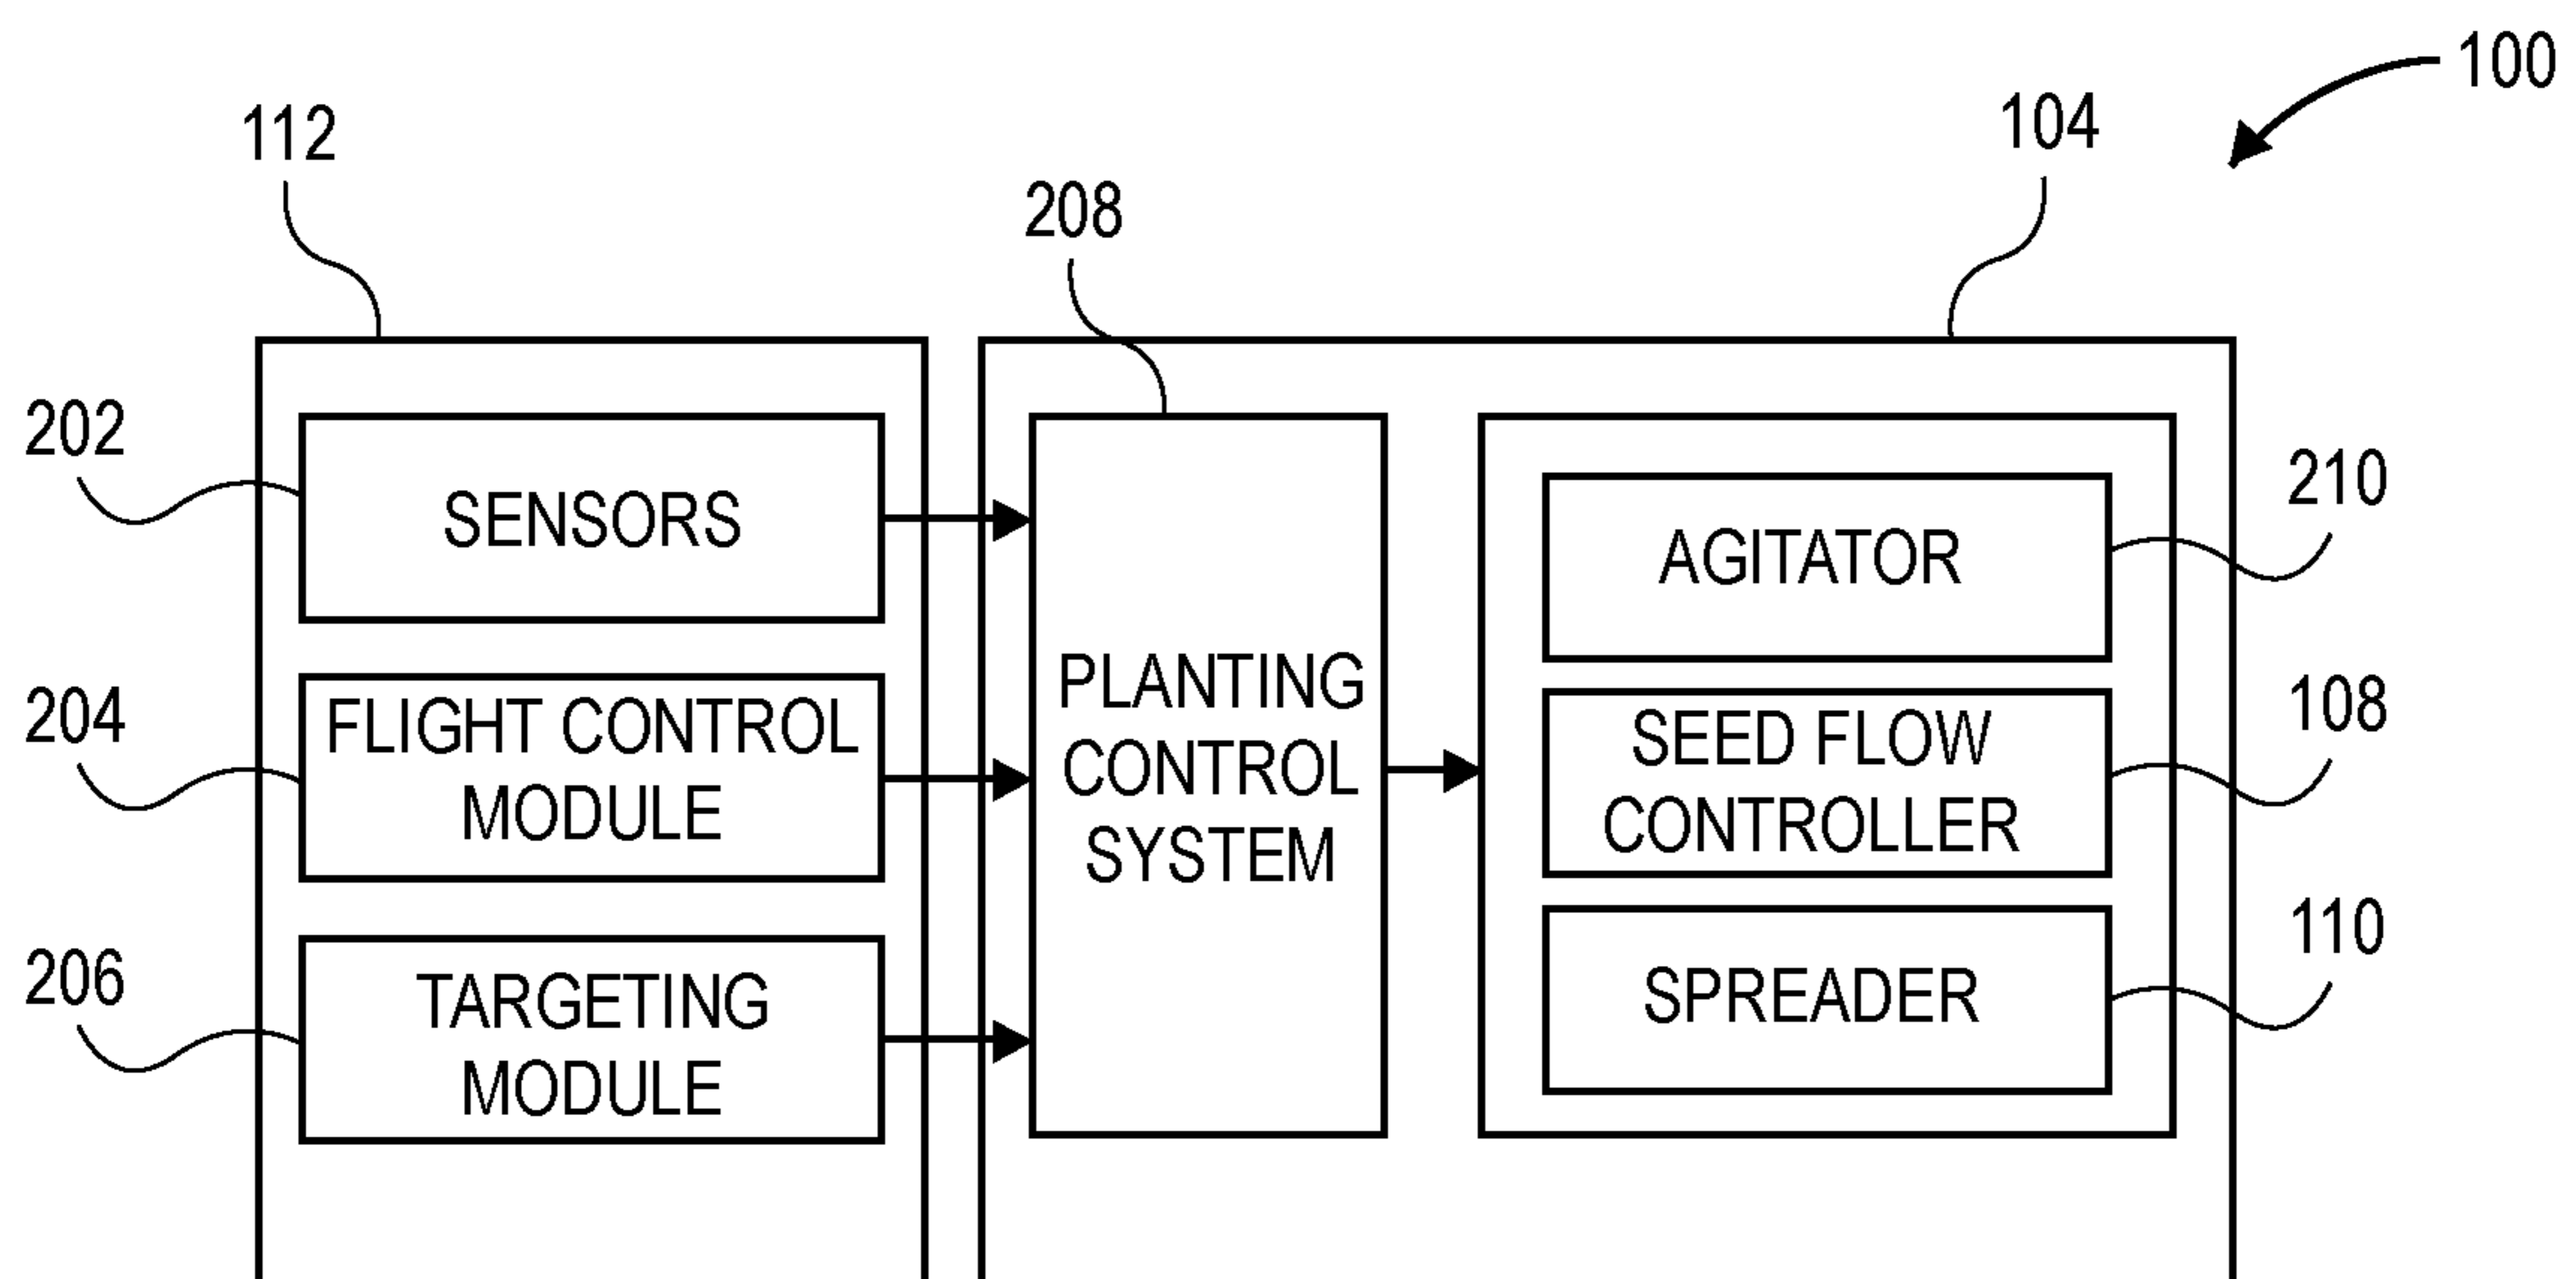 100
112
104
208
202
SENSORS
AGITATOR
210
204
FLIGHT CONTROL
MODULE
PLANTING
CONTROL
SYSTEM
SEED FLOW
CONTROLLER
108
206
TARGETING
MODULE
SPREADER
110